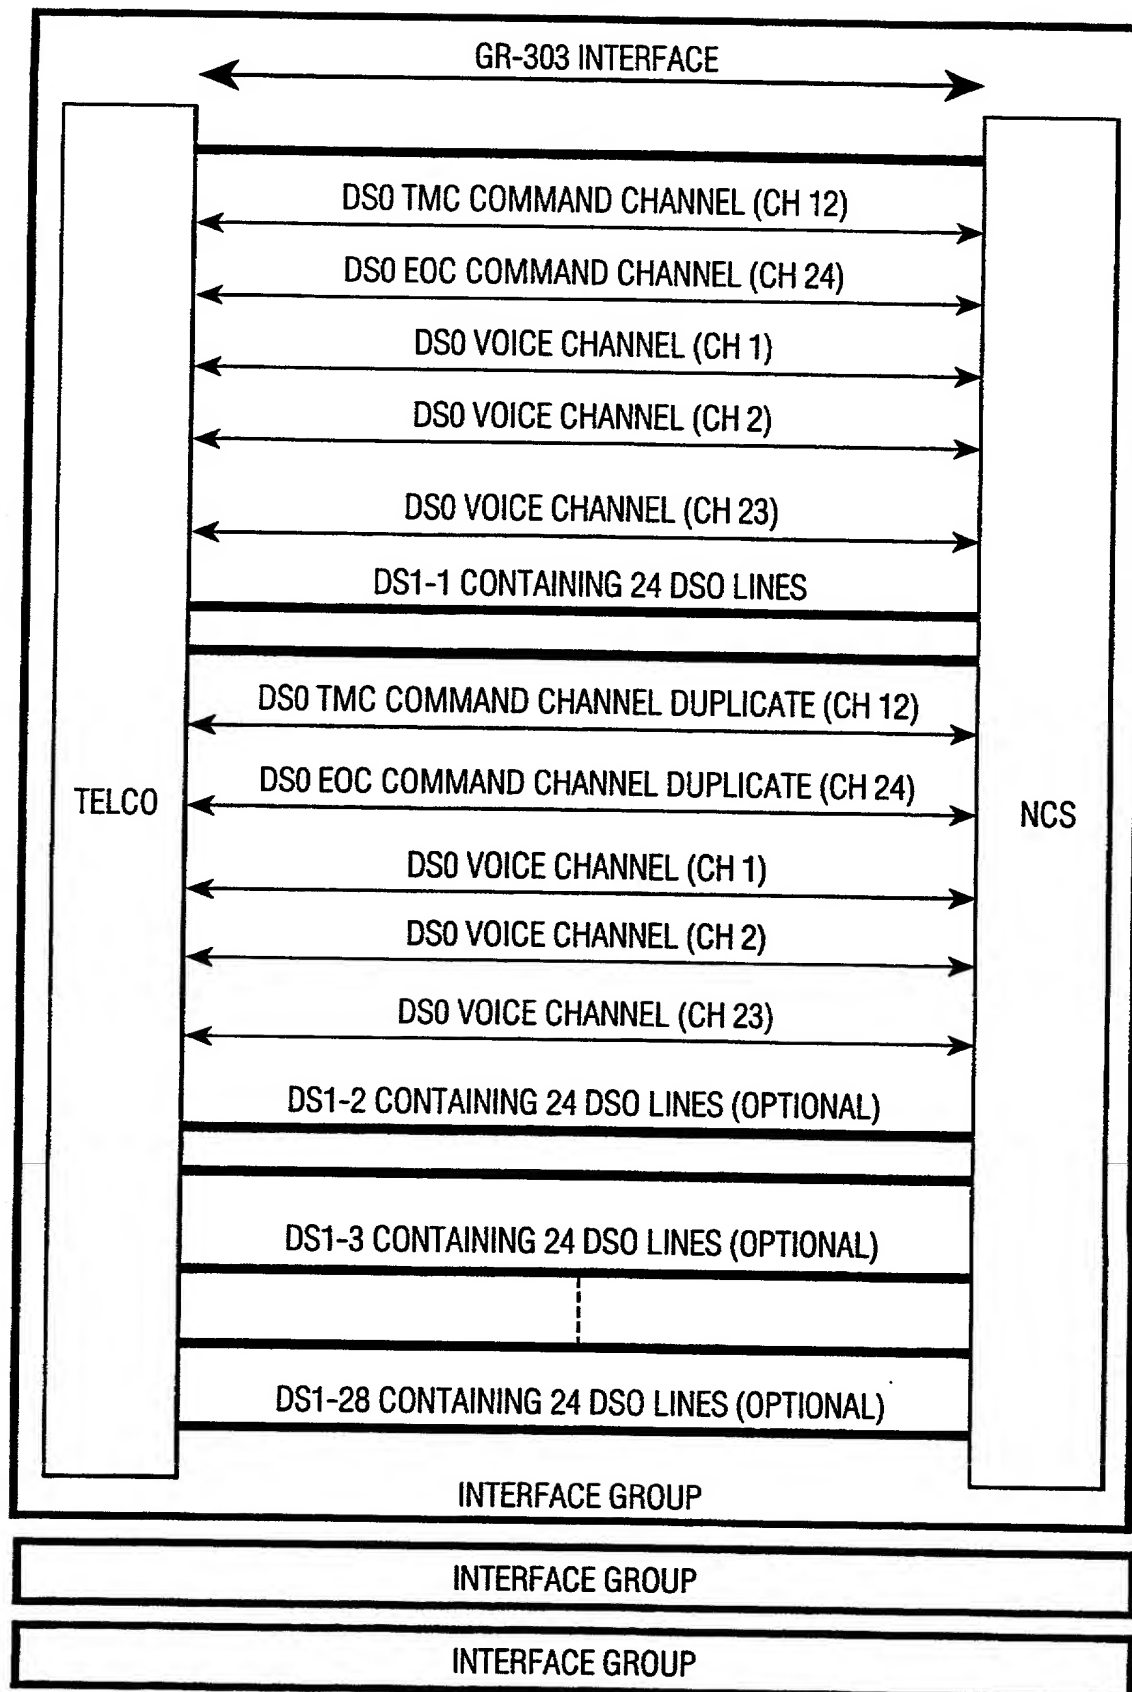 GR-303 INTERFACE
DS0 TMC COMMAND CHANNEL (CH 12)
DS0 EOC COMMAND CHANNEL (CH 24)
DS0 VOICE CHANNEL (CH 1)
DS0 VOICE CHANNEL (CH 2)
DS0 VOICE CHANNEL (CH 23)
DS1-1 CONTAINING 24 DSO LINES
DS0 TMC COMMAND CHANNEL DUPLICATE (CH 12)
DS0 EOC COMMAND CHANNEL DUPLICATE (CH 24)
TELCO
NCS
DS0 VOICE CHANNEL (CH 1)
DS0 VOICE CHANNEL (CH 2)
DS0 VOICE CHANNEL (CH 23)
DS1-2 CONTAINING 24 DSO LINES (OPTIONAL)
DS1-3 CONTAINING 24 DSO LINES (OPTIONAL)
DS1-28 CONTAINING 24 DSO LINES (OPTIONAL)
INTERFACE GROUP
INTERFACE GROUP
INTERFACE GROUP